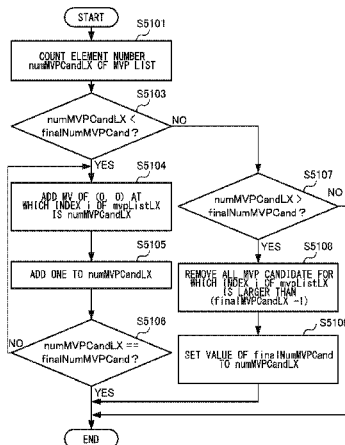 START
S5101
COUNT ELEMENT NUMBER
numMVPCandLX OF MVP LIST
S5103
numMVPCandLX <
finalNumMVPCand?
NO
YES
S5104
ADD MV OF (0, 0) AT
WHICH INDEX i OF mvpListLX
IS numMVPCandLX
S5105
ADD ONE TO numMVPCandLX
S5106
numMVPCandLX ==
finalNumMVPCand?
NO
YES
S5107
numMVPCandLX >
finalNumMVPCand?
NO
YES
S5108
REMOVE ALL MVP CANDIDATE FOR
WHICH INDEX i OF mvpListLX
IS LARGER THAN
(finalMVPCandLX -1)
S5109
SET VALUE OF finalNumMVPCand
TO numMVPCandLX
END